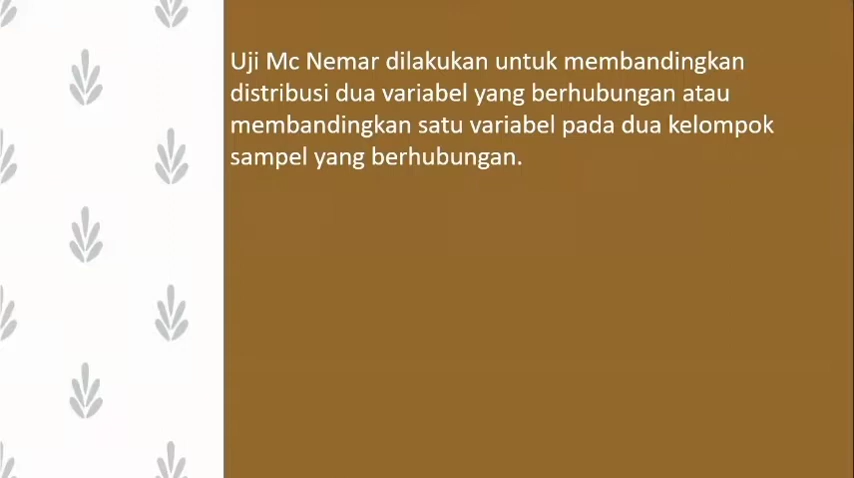 Uji Mc Nemar dilakukan untuk membandingkan
distribusi dua variabel yang berhubungan atau
membandingkan satu variabel pada dua kelompok
sampel yang berhubungan.